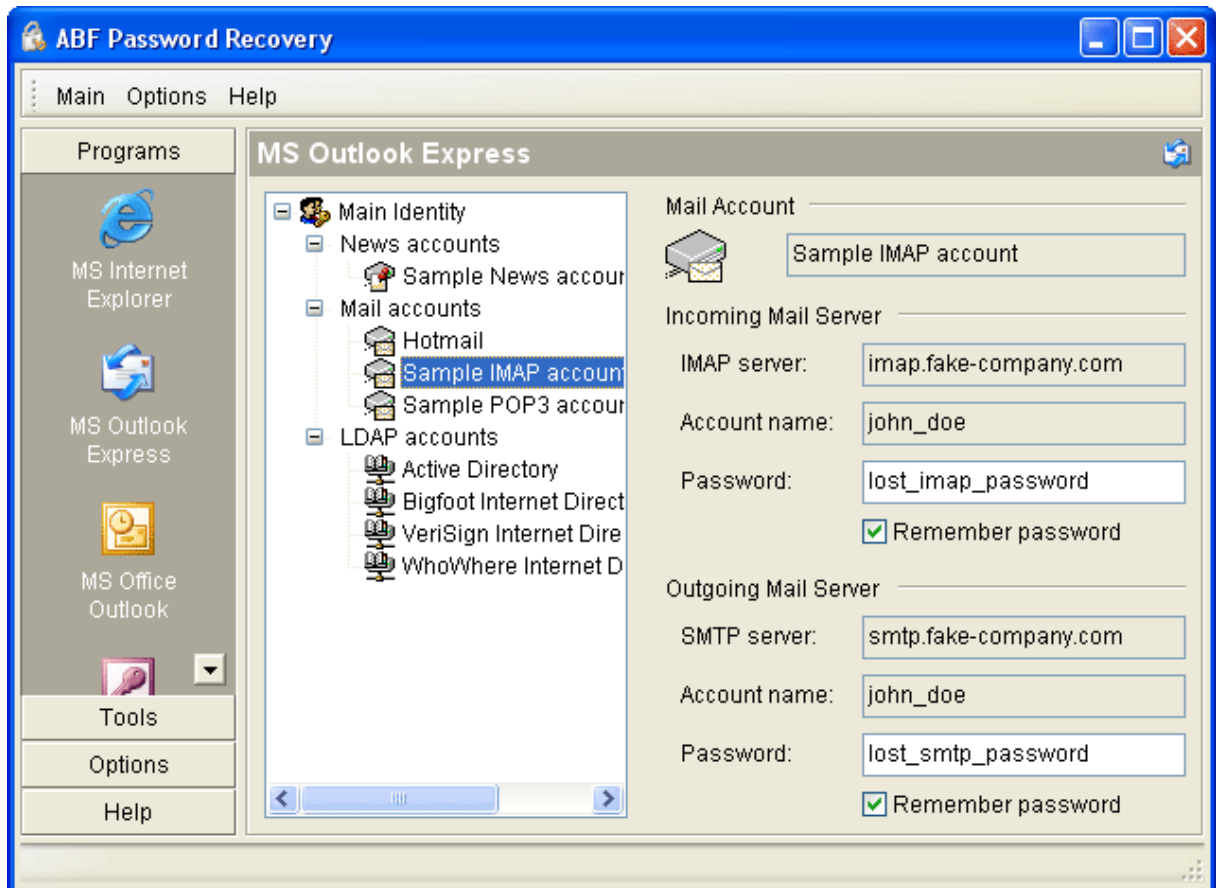 ABF Password Recovery
Main Options Help
Programs
MS Internet
Explorer
MS Outlook
Express
MS Office
Outlook
Tools
Options
Help
MS Outlook Express
Main Identity
News accounts
Sample News accour
Mail accounts
Hotmail
Sample IMAP accoun
Sample POP3 accour
LDAP accounts
Active Directory
Bigfoot Internet Direct
VeriSign Internet Dire
WhoWhere Internet D
Mail Account
Sample IMAP account
Incoming Mail Server
IMAP server: imap.fake-company.com
Account name: john_doe
Password: lost_imap_password
Remember password
Outgoing Mail Server
SMTP server: smtp.fake-company.com
Account name: john_doe
Password: lost_smtp_password
Remember password